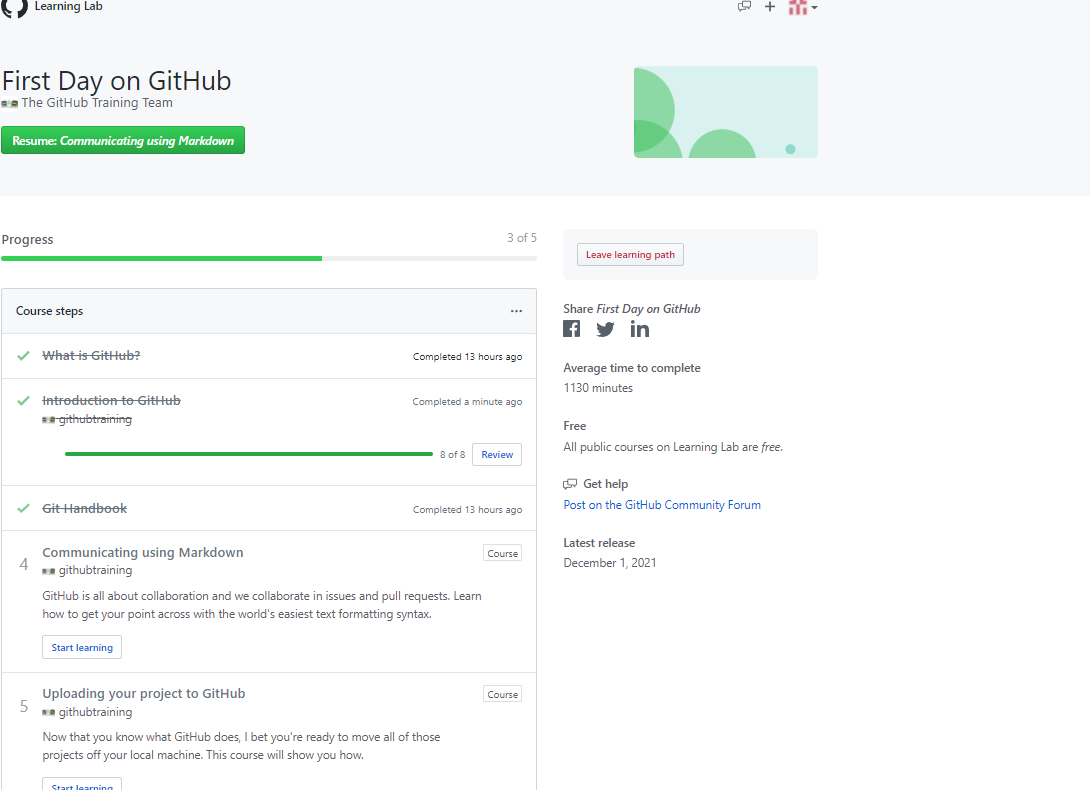 Learning Lab
First Day on GitHub
The GitHub Training Team
Resume: Communicating using Markdown
Progress
3 of 5
Course steps
What is GitHub?
Completed 13 hours ago
Introduction to GitHub
Completed a minute ago
githubtraining
8 of 8
Review
Git Handbook
Completed 13 hours ago
4
Communicating using Markdown
Course
githubtraining
GitHub is all about collaboration and we collaborate in issues and pull requests. Learn
how to get your point across with the world's easiest text formatting syntax.
Start learning
5
Uploading your project to GitHub
Course
githubtraining
Now that you know what GitHub does, I bet you're ready to move all of those
projects off your local machine. This course will show you how.
Start learning
Leave learning path
Share First Day on GitHub
Average time to complete
1130 minutes
Free
All public courses on Learning Lab are free.
Get help
Post on the GitHub Community Forum
Latest release
December 1, 2021